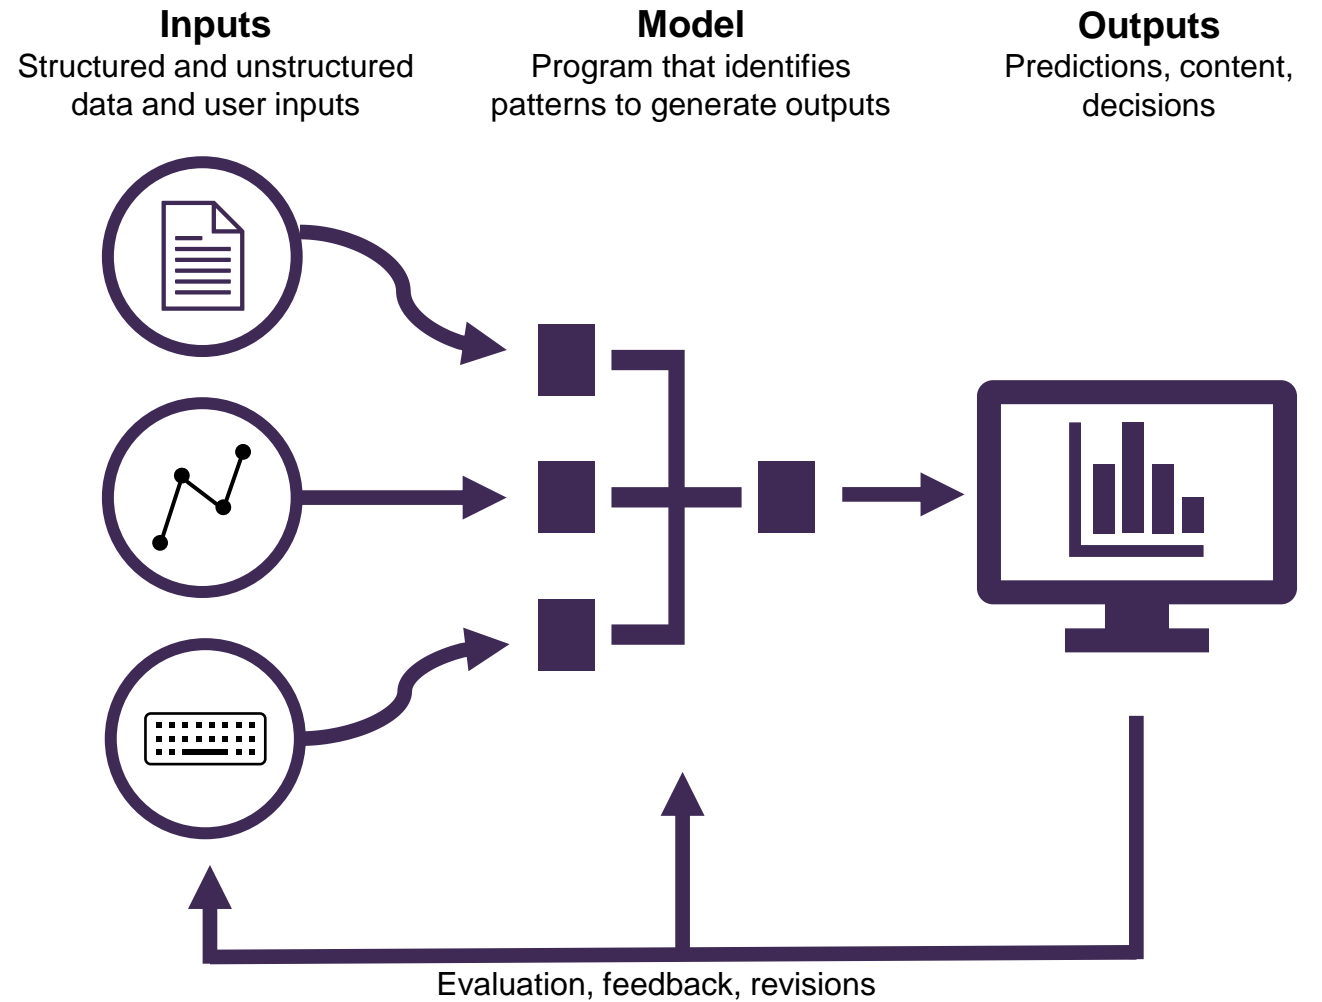 Inputs
Structured and unstructured
data and user inputs
Model
Program that identifies
patterns to generate outputs
Outputs
Predictions, content,
decisions
Evaluation, feedback, revisions